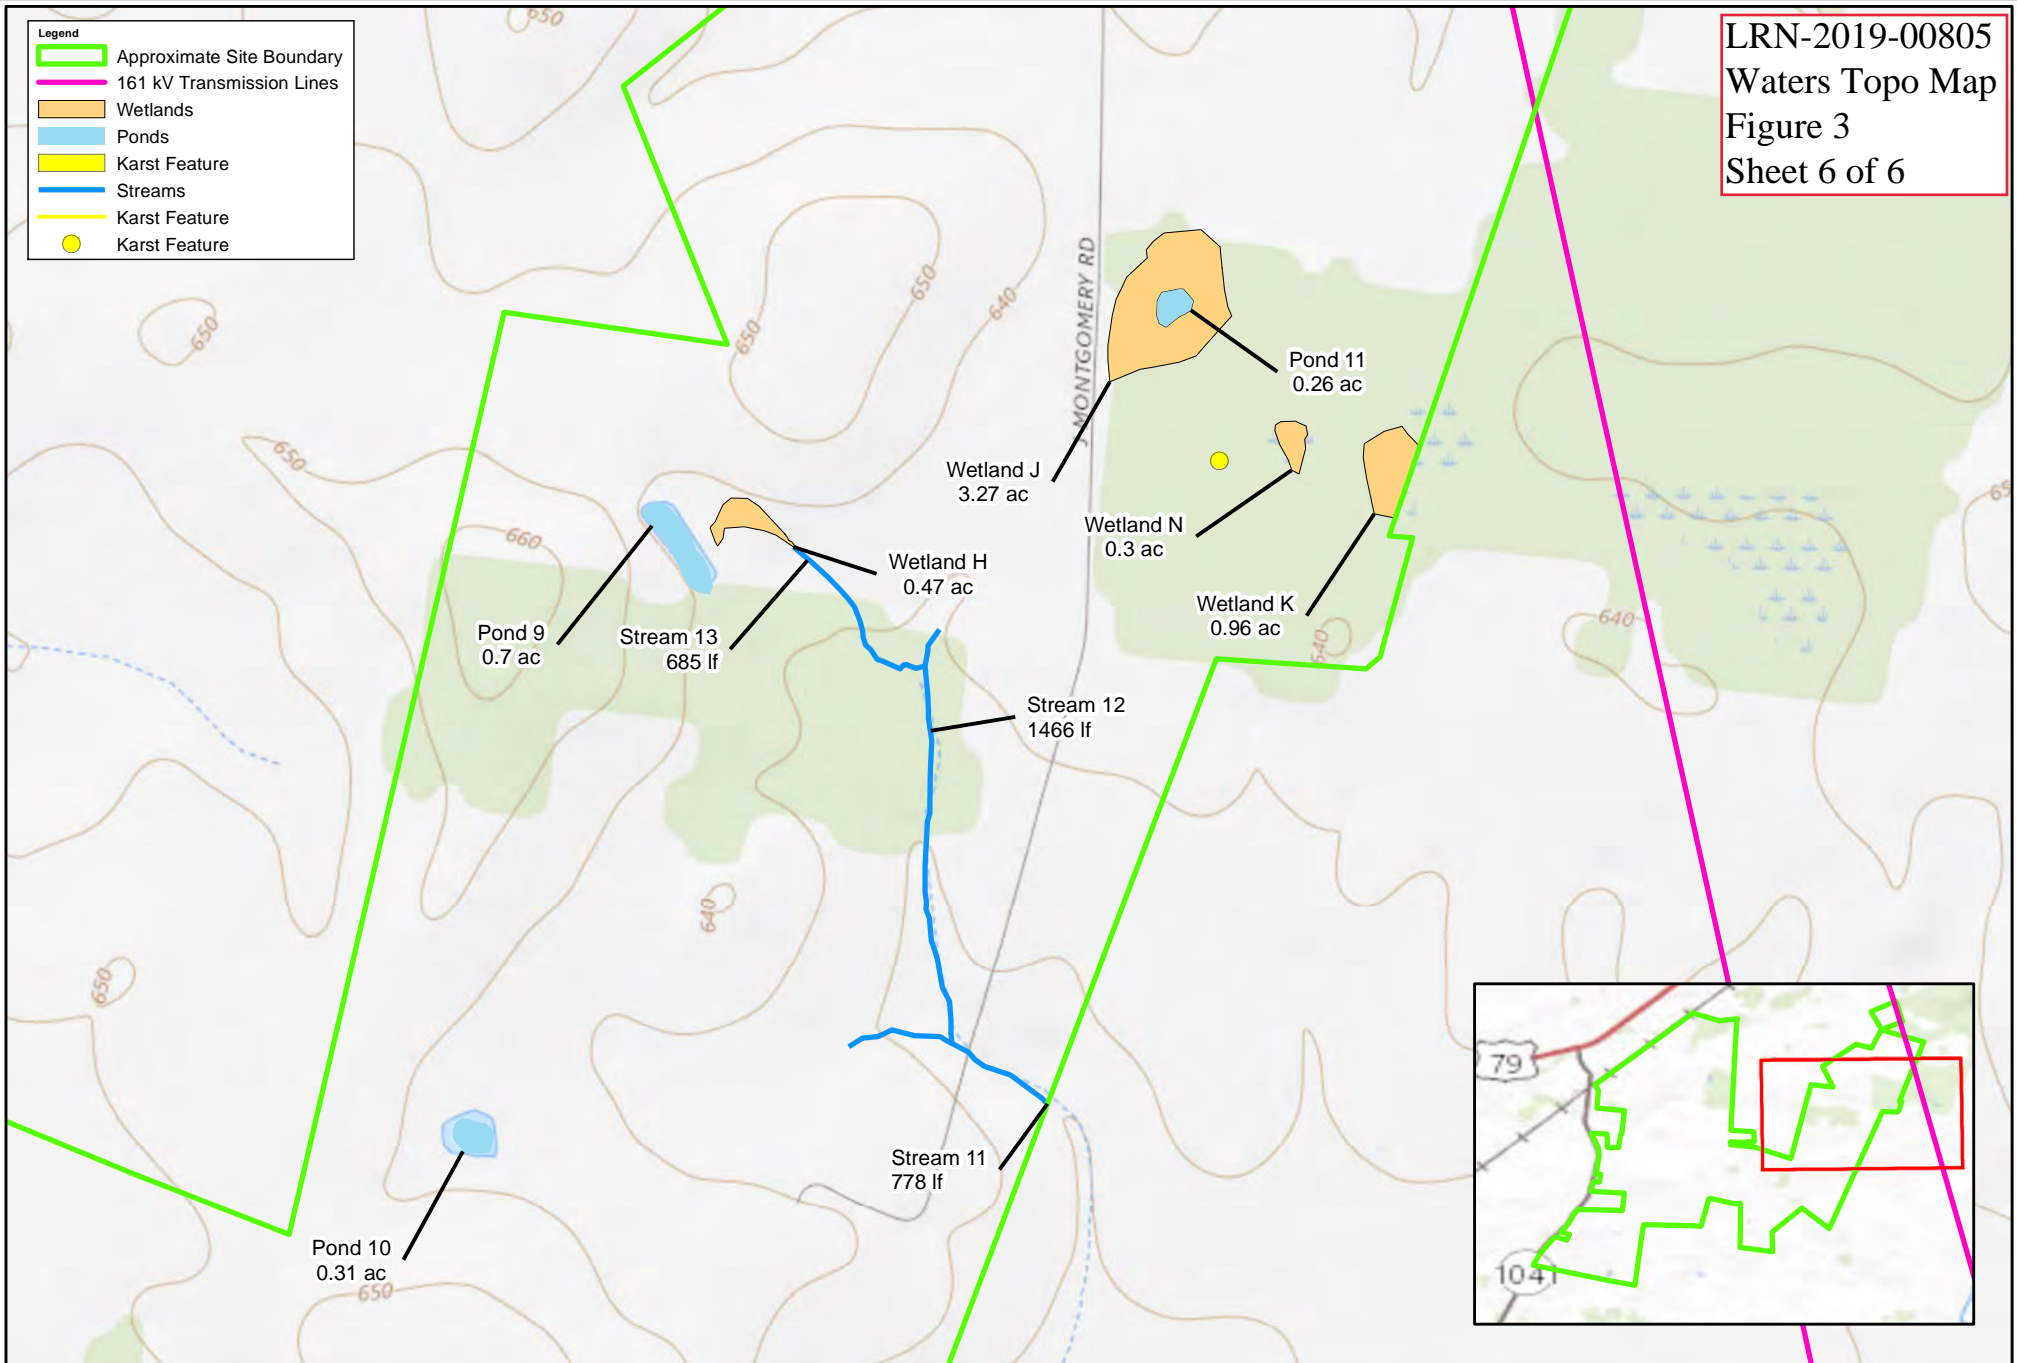 Legend
Approximate Site Boundary
161 kV Transmission Lines
Wetlands
Ponds
Karst Feature
Streams
Karst Feature
Karst Feature
LRN-2019-00805
Waters Topo Map
Figure 3
Sheet 6 of 6
650
650
650
650
640
J MONTGOMERY RD
Pond 11
0.26 ac
650
Wetland J
3.27 ac
Wetland N
0.3 ac
660
Wetland H
0.47 ac
Wetland K
0.96 ac
640
640
Pond 9
0.7 ac
Stream 13
685 lf
Stream 12
1466 lf
640
650
Stream 11
778 lf
Pond 10
0.31 ac
650
79
1041